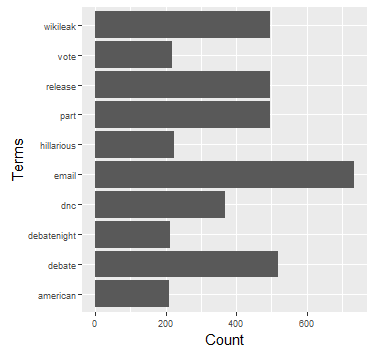 wikileak
vote
release
part
hillarious
email
dnc
debatenight
debate
american
Terms
0 200 400 600
Count